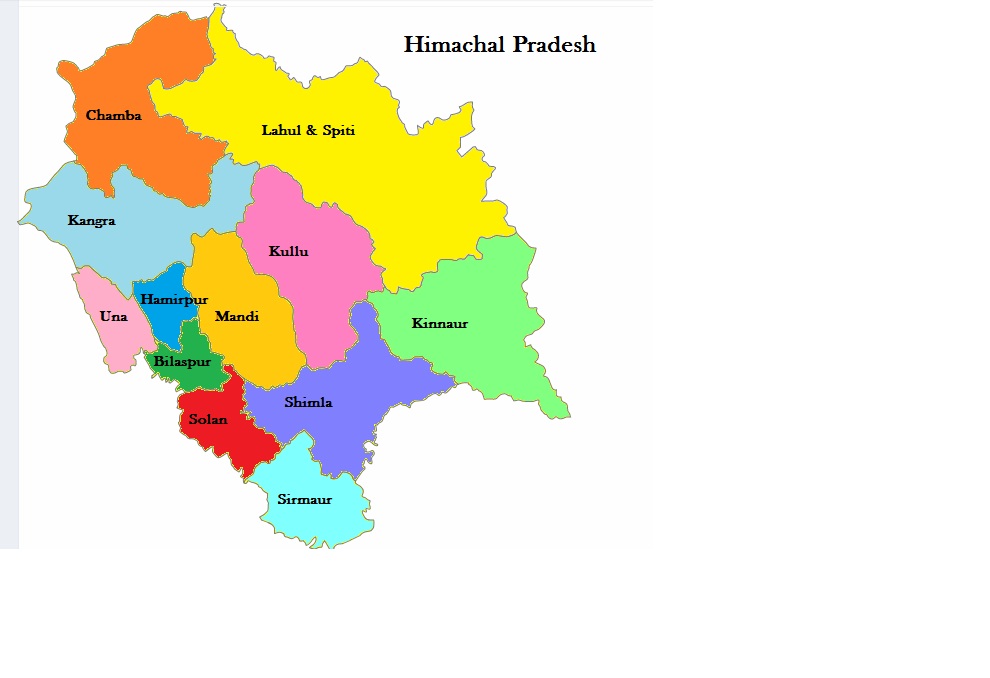 Himachal Pradesh
Chamba
Lahul & Spiti
Kangra
Kullu
Hamirpur
Una
Mandi
Kinnaur
Bilaspur
Shimla
Solan
Sirmaur